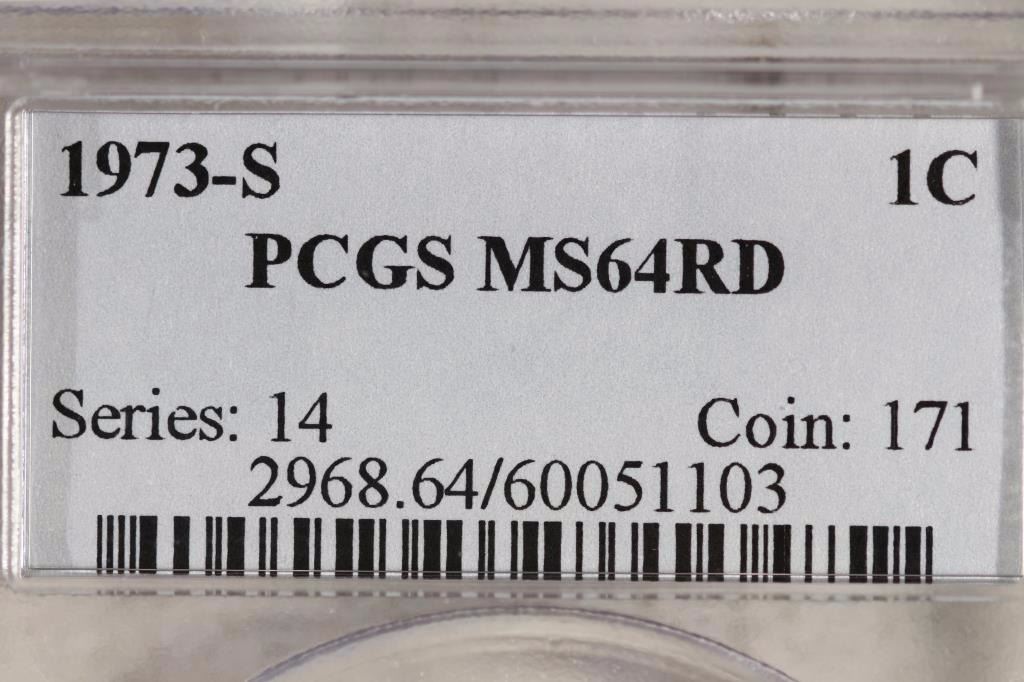 1973-S 1C
PCGS MS64RD
Series: 14 Coin: 171
2968.64/60051103